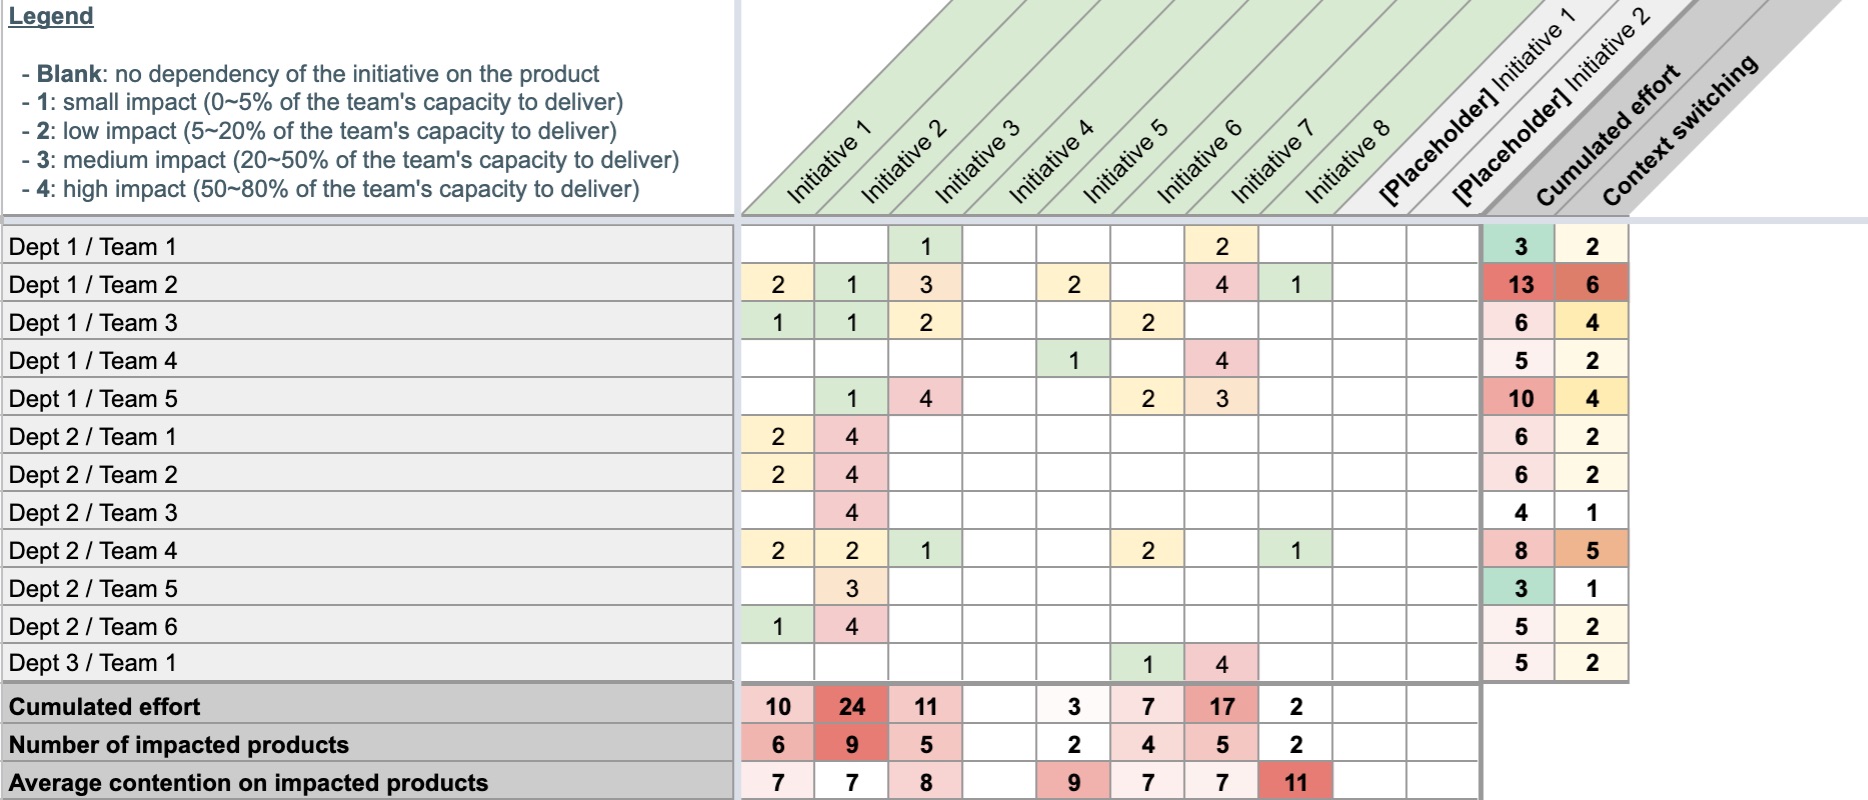 Legend
- Blank: no dependency of the initiative on the product
- 1: small impact (0~5% of the team's capacity to deliver)
- 2: low impact (5~20% of the team's capacity to deliver)
- 3: medium impact (20~50% of the team's capacity to deliver)
- 4: high impact (50~80% of the team's capacity to deliver)
Initiative 1
Initiative 2
Initiative 3
Initiative 4
Initiative 5
Initiative 6
Initiative 7
Initiative 8
[Placeholder] Initiative 1
[Placeholder] Initiative 2
Cumulated effort
Context switching
Dept 1 / Team 1 1 2 3 2
Dept 1 / Team 2 2 1 3 2 4 1 13 6
Dept 1 / Team 3 1 1 2 2 6 4
Dept 1 / Team 4 1 4 5 2
Dept 1 / Team 5 1 4 2 3 10 4
Dept 2 / Team 1 2 4 6 2
Dept 2 / Team 2 2 4 6 2
Dept 2 / Team 3 4 4 1
Dept 2 / Team 4 2 2 1 2 1 8 5
Dept 2 / Team 5 3 3 1
Dept 2 / Team 6 1 4 5 2
Dept 3 / Team 1 1 4 5 2
Cumulated effort 10 24 11 3 7 17 2
Number of impacted products 6 9 5 2 4 5 2
Average contention on impacted products 7 7 8 9 7 7 11